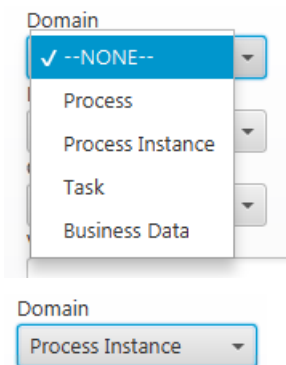 Domain
✓ --NONE--
Process
Process Instance
Task
Business Data
Domain
Process Instance